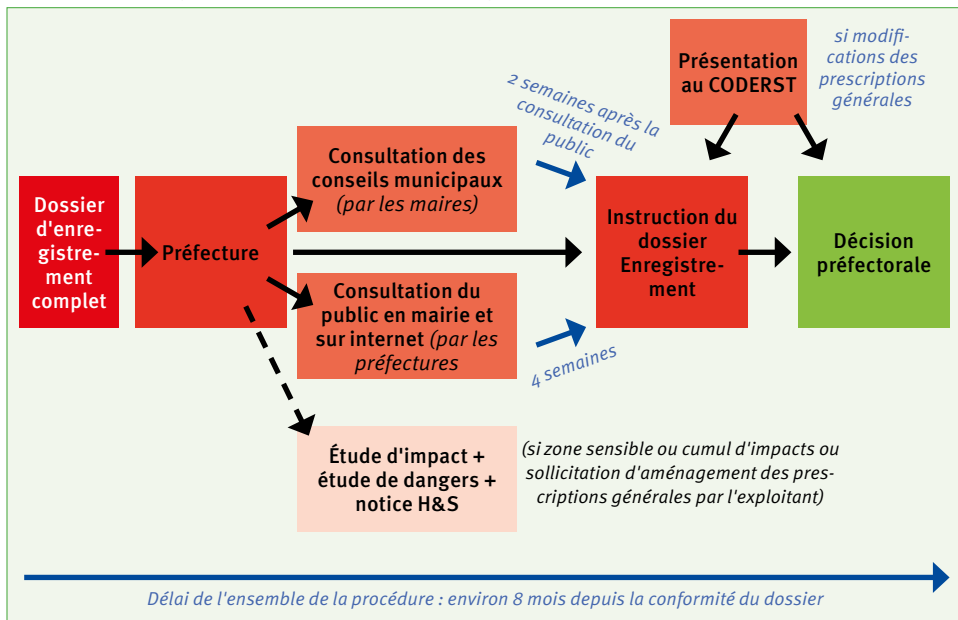 Dossier
d'enre-
gistre-
ment
complet
Préfecture
Consultation des
conseils municipaux
(par les maires)
Consultation du
public en mairie et
sur internet (par les
préfectures
Étude d'impact +
étude de dangers +
notice H&S
(si zone sensible ou cumul d'impacts ou
sollicitation d'aménagement des pres-
criptions générales par l'exploitant)
2 semaines après la
consultation du
public
4 semaines
Instruction du
dossier
Enregistre-
ment
Présentation
au CODERST
si modifi-
cations des
prescriptions
générales
Décision
préfectorale
Délai de l'ensemble de la procédure : environ 8 mois depuis la conformité du dossier